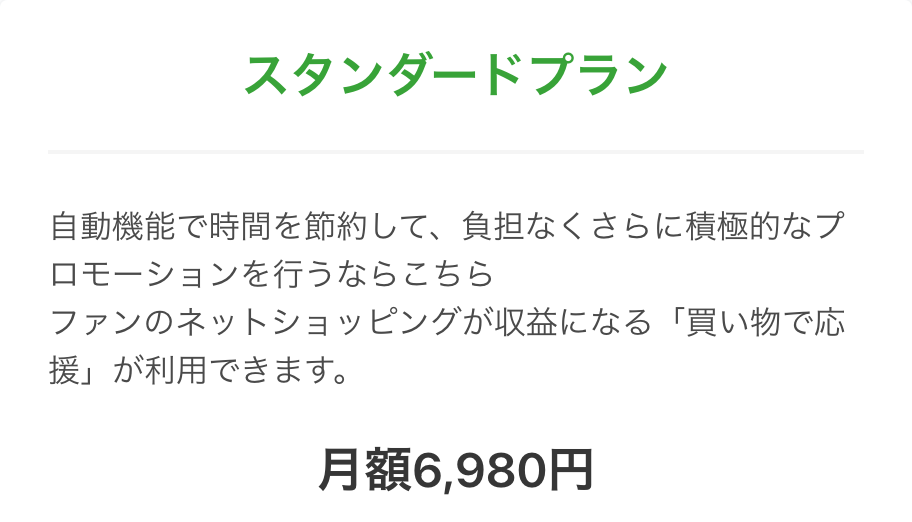 スタンダードプラン
自動機能で時間を節約して、負担なくさらに積極的なプ
ロモーションを行うならこちら
ファンのネットショッピングが収益になる「買い物で応
援」が利用できます。
月額6,980円